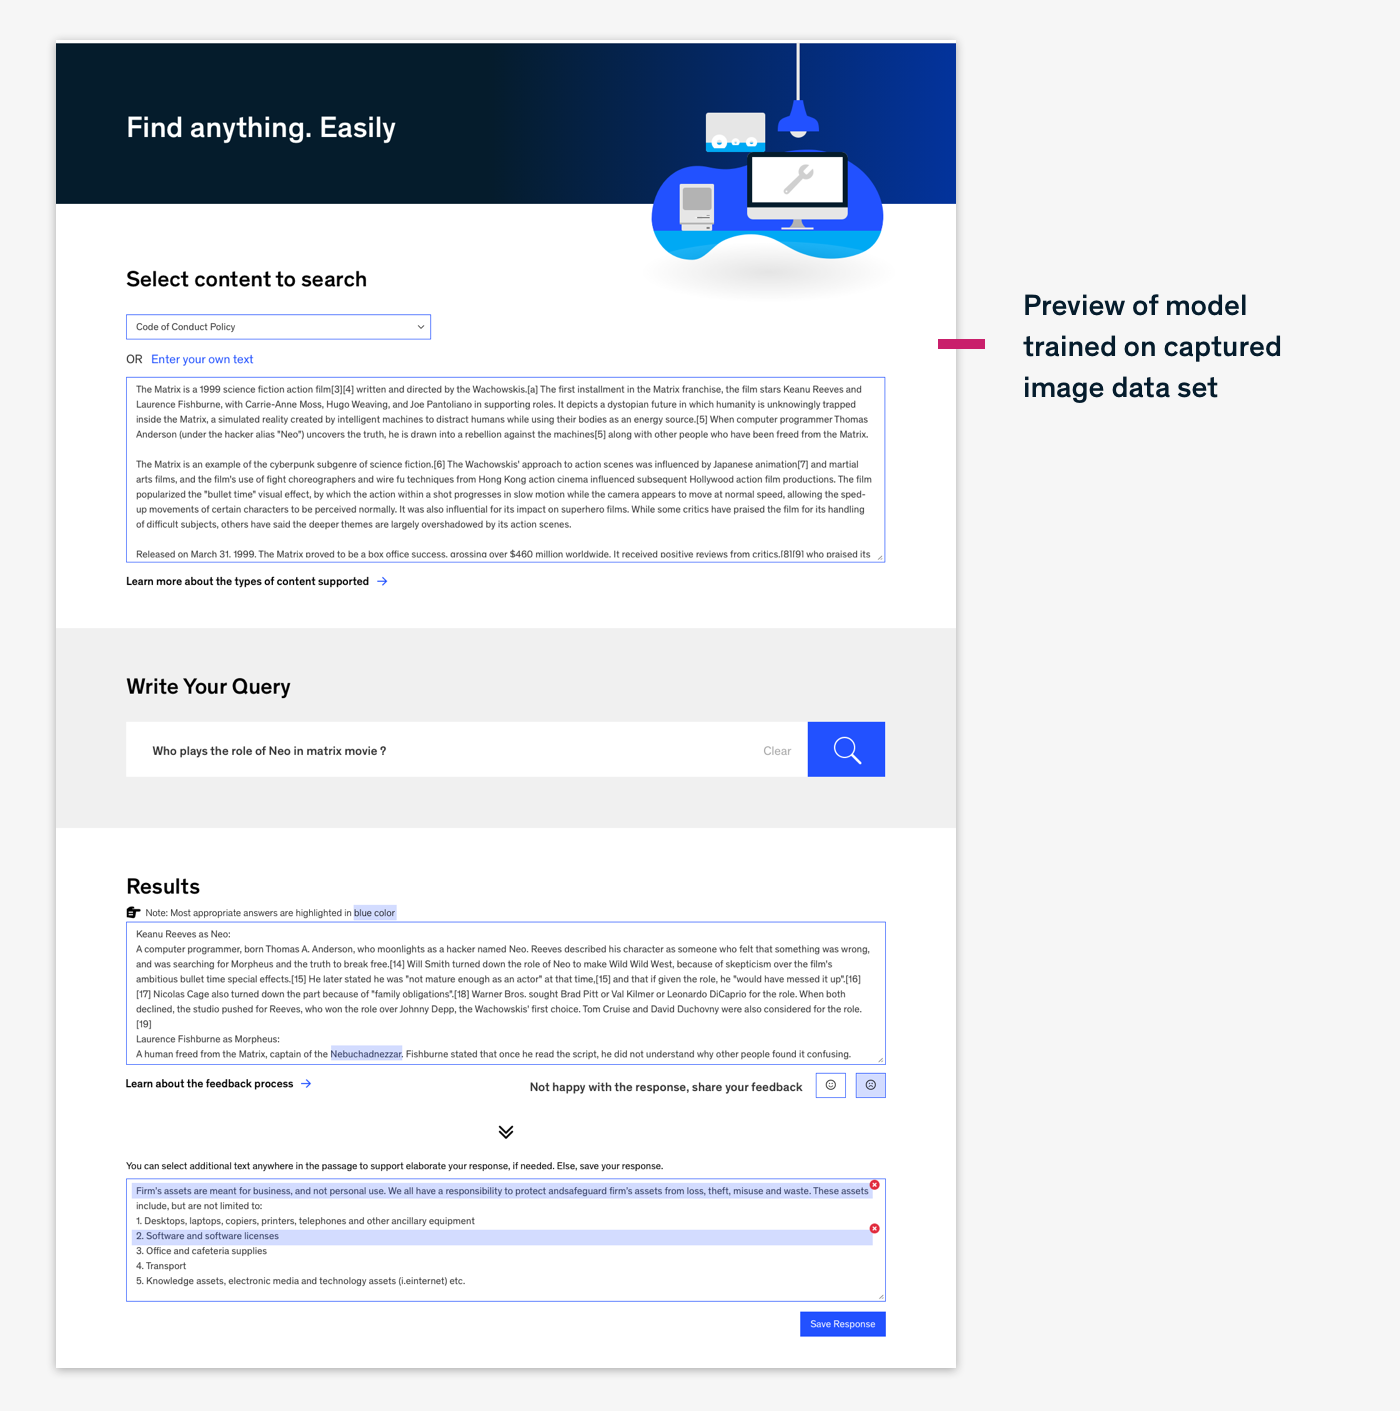 Find anything. Easily
Select content to search
Code of Conduct Policy
OR Enter your own text
The Matrix is a 1999 science fiction action film[3][4] written and directed by the Wachowskis.[a] The first installment in the Matrix franchise, the film stars Keanu Reeves and
Laurence Fishburne, with Carrie-Anne Moss, Hugo Weaving, and Joe Pantoliano in supporting roles. It depicts a dystopian future in which humanity is unknowingly trapped
inside the Matrix, a simulated reality created by intelligent machines to distract humans while using their bodies as an energy source.[5] When computer programmer Thomas
Anderson (under the hacker alias "Neo") uncovers the truth, he is drawn into a rebellion against the machines[5] along with other people who have been freed from the Matrix.
The Matrix is an example of the cyberpunk subgenre of science fiction.[6] The Wachowskis' approach to action scenes was influenced by Japanese animation[7] and martial
arts films, and the film's use of fight choreographers and wire fu techniques from Hong Kong action cinema influenced subsequent Hollywood action film productions. The film
popularized the "bullet time" visual effect, by which the action within a shot progresses in slow motion while the camera appears to move at normal speed, allowing the sped-
up movements of certain characters to be perceived normally. It was also influential for its impact on superhero films. While some critics have praised the film for its handling
of difficult subjects, others have said the deeper themes are largely overshadowed by its action scenes.
Released on March 31, 1999, The Matrix proved to be a box office success, grossing over $460 million worldwide. It received positive reviews from critics,[8][9] who praised its
Learn more about the types of content supported
Preview of model
trained on captured
image data set
Write Your Query
Who plays the role of Neo in matrix movie ?
Clear
Results
Note: Most appropriate answers are highlighted in blue color
Keanu Reeves as Neo:
A computer programmer, born Thomas A. Anderson, who moonlights as a hacker named Neo. Reeves described his character as someone who felt that something was wrong,
and was searching for Morpheus and the truth to break free.[14] Will Smith turned down the role of Neo to make Wild Wild West, because of skepticism over the film's
ambitious bullet time special effects.[15] He later stated he was "not mature enough as an actor" at that time,[15] and that if given the role, he "would have messed it up".[16]
[17] Nicolas Cage also turned down the part because of "family obligations".[18] Warner Bros. sought Brad Pitt or Val Kilmer or Leonardo DiCaprio for the role. When both
declined, the studio pushed for Reeves, who won the role over Johnny Depp, the Wachowskis' first choice. Tom Cruise and David Duchovny were also considered for the role.
[19]
Laurence Fishburne as Morpheus:
A human freed from the Matrix, captain of the Nebuchadnezzar. Fishburne stated that once he read the script, he did not understand why other people found it confusing.
Learn about the feedback process
Not happy with the response, share your feedback
You can select additional text anywhere in the passage to support elaborate your response, if needed. Else, save your response.
Firm's assets are meant for business, and not personal use. We all have a responsibility to protect andsafeguard firm's assets from loss, theft, misuse and waste. These assets
include, but are not limited to:
1. Desktops, laptops, copiers, printers, telephones and other ancillary equipment
2. Software and software licenses
3. Office and cafeteria supplies
4. Transport
5. Knowledge assets, electronic media and technology assets (i.einternet) etc.
Save Response